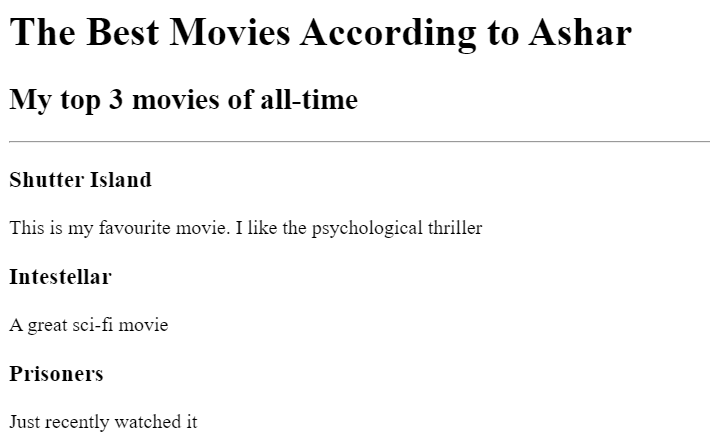 The Best Movies According to Ashar
My top 3 movies of all-time
Shutter Island
This is my favourite movie. I like the psychological thriller
Intestellar
A great sci-fi movie
Prisoners
Just recently watched it